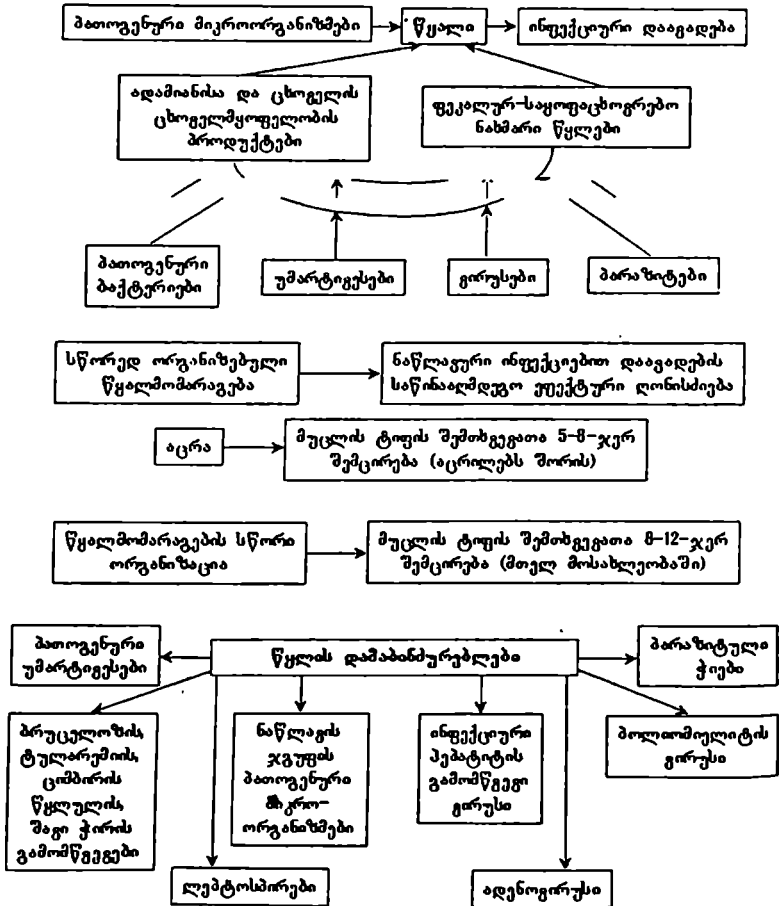 პათოგენური მიკროორგანიზმები
წყალი
ინფექციური დაავადება
ადამიანისა და ცხოველის
ცხოველმყოფელობის
პროდუქტები
ფეკალურ-საყოფაცხოვრებო
ნახმარი წყლები
პათოგენური
ბაქტერიები
უმარტივესები
ვირუსები
პარაზიტები
სწორედ ორგანიზებული
წყალმომარაგება
ნაწლავური ინფექციებით დაავადების
საწინააღმდეგო ეფექტური ღონისძიება
აცრა
მუცლის ტიფის შემთხვევათა 5-8-ჯერ
შემცირება (აცრილებს შორის)
წყალმომარაგების სწორი
ორგანიზაცია
მუცლის ტიფის შემთხვევათა 8-12-ჯერ
შემცირება (მთელ მოსახლეობაში)
პათოგენური
უმარტივესები
წყლის დამაბინძურებლები
პარაზიტული
ჭიები
ბრუცელოზის,
ტულარემიის,
ციმბირის
წყლულის,
შავი ჭირის
გამომწვევები
ნაწლავის
ჯგუფის
პათოგენური
მიკრო-
ორგანიზმები
ინფექციური
ჰეპატიტის
გამომწვევი
ვირუსი
პოლიომიელიტის
ვირუსი
ლეპტოსპირები
ადენოვირუსი